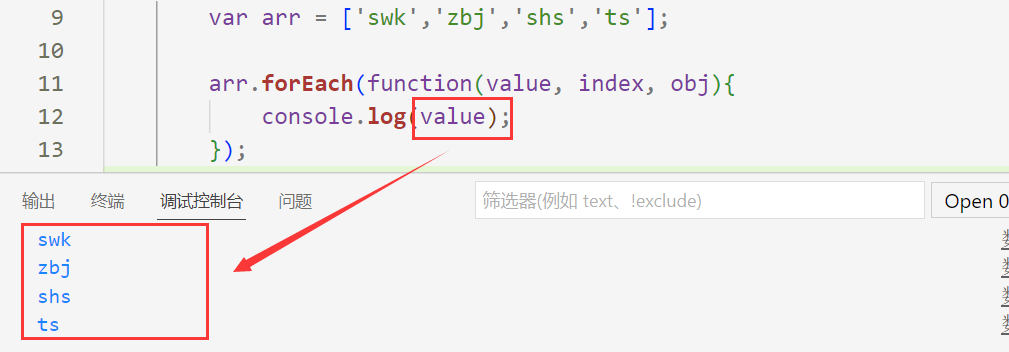 9 var arr = ['swk','zbj','shs','ts'];
10
11 arr.forEach(function(value, index, obj){
12 console.log(value);
13 });
输出 终端 调试控制台 问题 筛选器(例如 text、!exclude) Open
swk
zbj
shs
ts